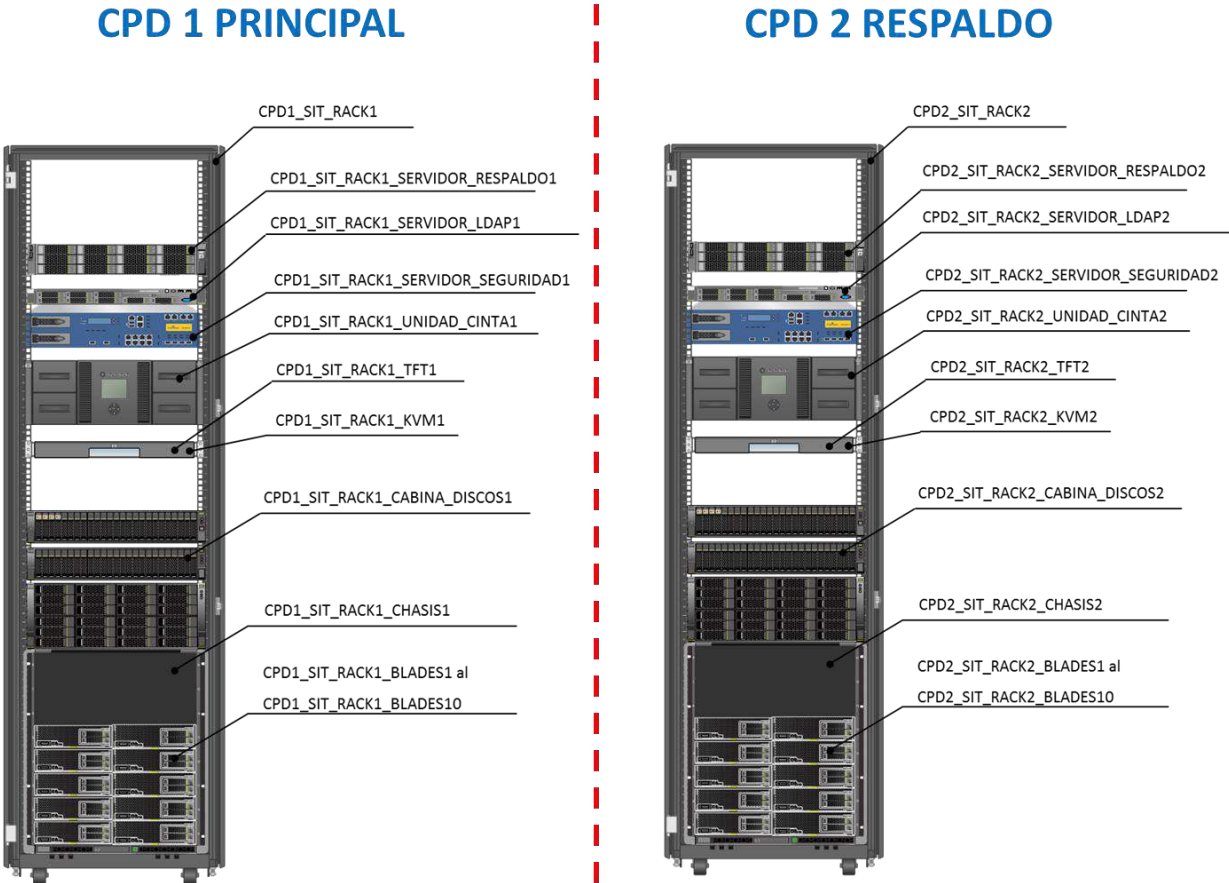 CPD 1 PRINCIPAL
CPD1_SIT_RACK1
CPD1_SIT_RACK1_SERVIDOR_RESPALDO1
CPD1_SIT_RACK1_SERVIDOR_LDAP1
CPD1_SIT_RACK1_SERVIDOR_SEGURIDAD1
CPD1_SIT_RACK1_UNIDAD_CINTA1
CPD1_SIT_RACK1_TFT1
CPD1_SIT_RACK1_KVM1
CPD1_SIT_RACK1_CABINA_DISCOS1
CPD1_SIT_RACK1_CHASIS1
CPD1_SIT_RACK1_BLADES1 al
CPD1_SIT_RACK1_BLADES10
CPD 2 RESPALDO
CPD2_SIT_RACK2
CPD2_SIT_RACK2_SERVIDOR_RESPALDO2
CPD2_SIT_RACK2_SERVIDOR_LDAP2
CPD2_SIT_RACK2_SERVIDOR_SEGURIDAD2
CPD2_SIT_RACK2_UNIDAD_CINTA2
CPD2_SIT_RACK2_TFT2
CPD2_SIT_RACK2_KVM2
CPD2_SIT_RACK2_CABINA_DISCOS2
CPD2_SIT_RACK2_CHASIS2
CPD2_SIT_RACK2_BLADES1 al
CPD2_SIT_RACK2_BLADES10